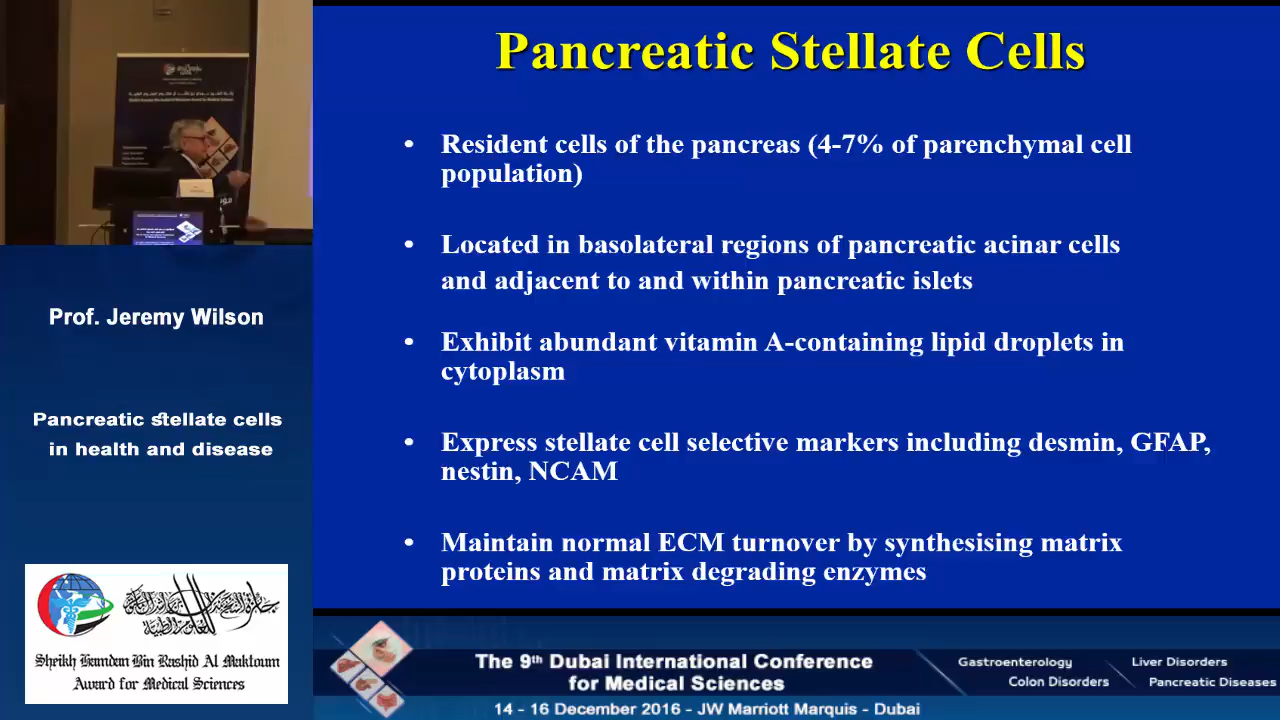 Pancreatic Stellate Cells
• Resident cells of the pancreas (4-7% of parenchymal cell
population)
• Located in basolateral regions of pancreatic acinar cells
and adjacent to and within pancreatic islets
• Exhibit abundant vitamin A-containing lipid droplets in
cytoplasm
• Express stellate cell selective markers including desmin, GFAP,
nestin, NCAM
• Maintain normal ECM turnover by synthesising matrix
proteins and matrix degrading enzymes
Prof. Jeremy Wilson
Pancreatic stellate cells
in health and disease
Sheikh Hamdan Bin Rashid Al Maktoum
Award for Medical Sciences
The 9th Dubai International Conference
for Medical Sciences
14 - 16 December 2016 - JW Marriott Marquis - Dubai
Gastroenterology
Liver Disorders
Colon Disorders
Pancreatic Diseases